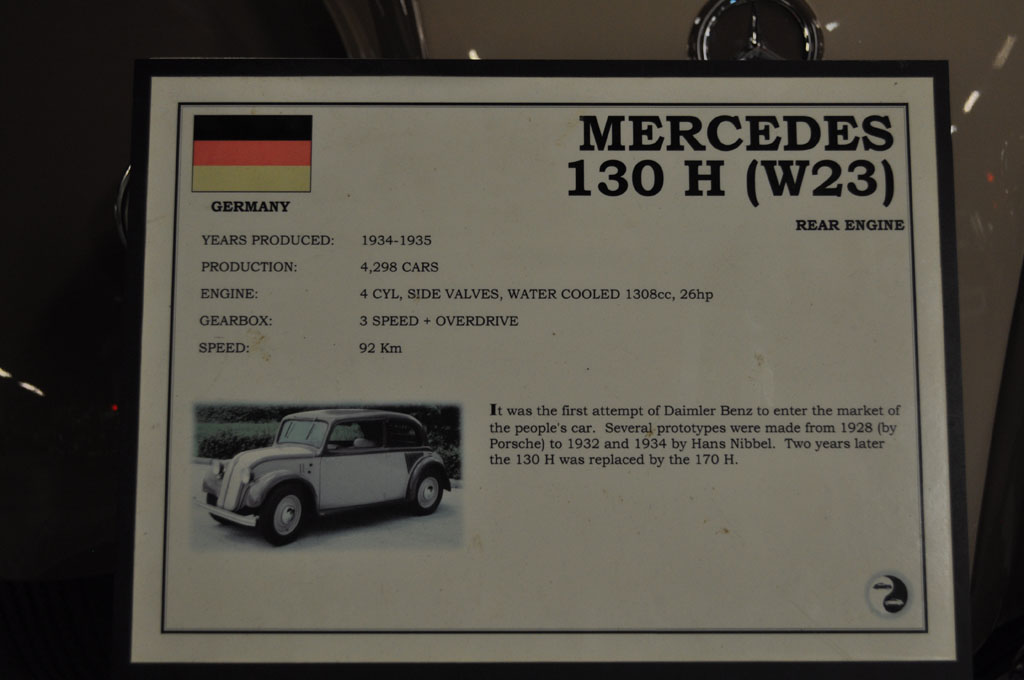 MERCEDES
130 H (W23)
REAR ENGINE
GERMANY
YEARS PRODUCED: 1934-1935
PRODUCTION: 4,298 CARS
ENGINE: 4 CYL, SIDE VALVES, WATER COOLED 1308cc, 26hp
GEARBOX: 3 SPEED + OVERDRIVE
SPEED: 92 Km
It was the first attempt of Daimler Benz to enter the market of
the people's car. Several prototypes were made from 1928 (by
Porsche) to 1932 and 1934 by Hans Nibbel. Two years later
the 130 H was replaced by the 170 H.